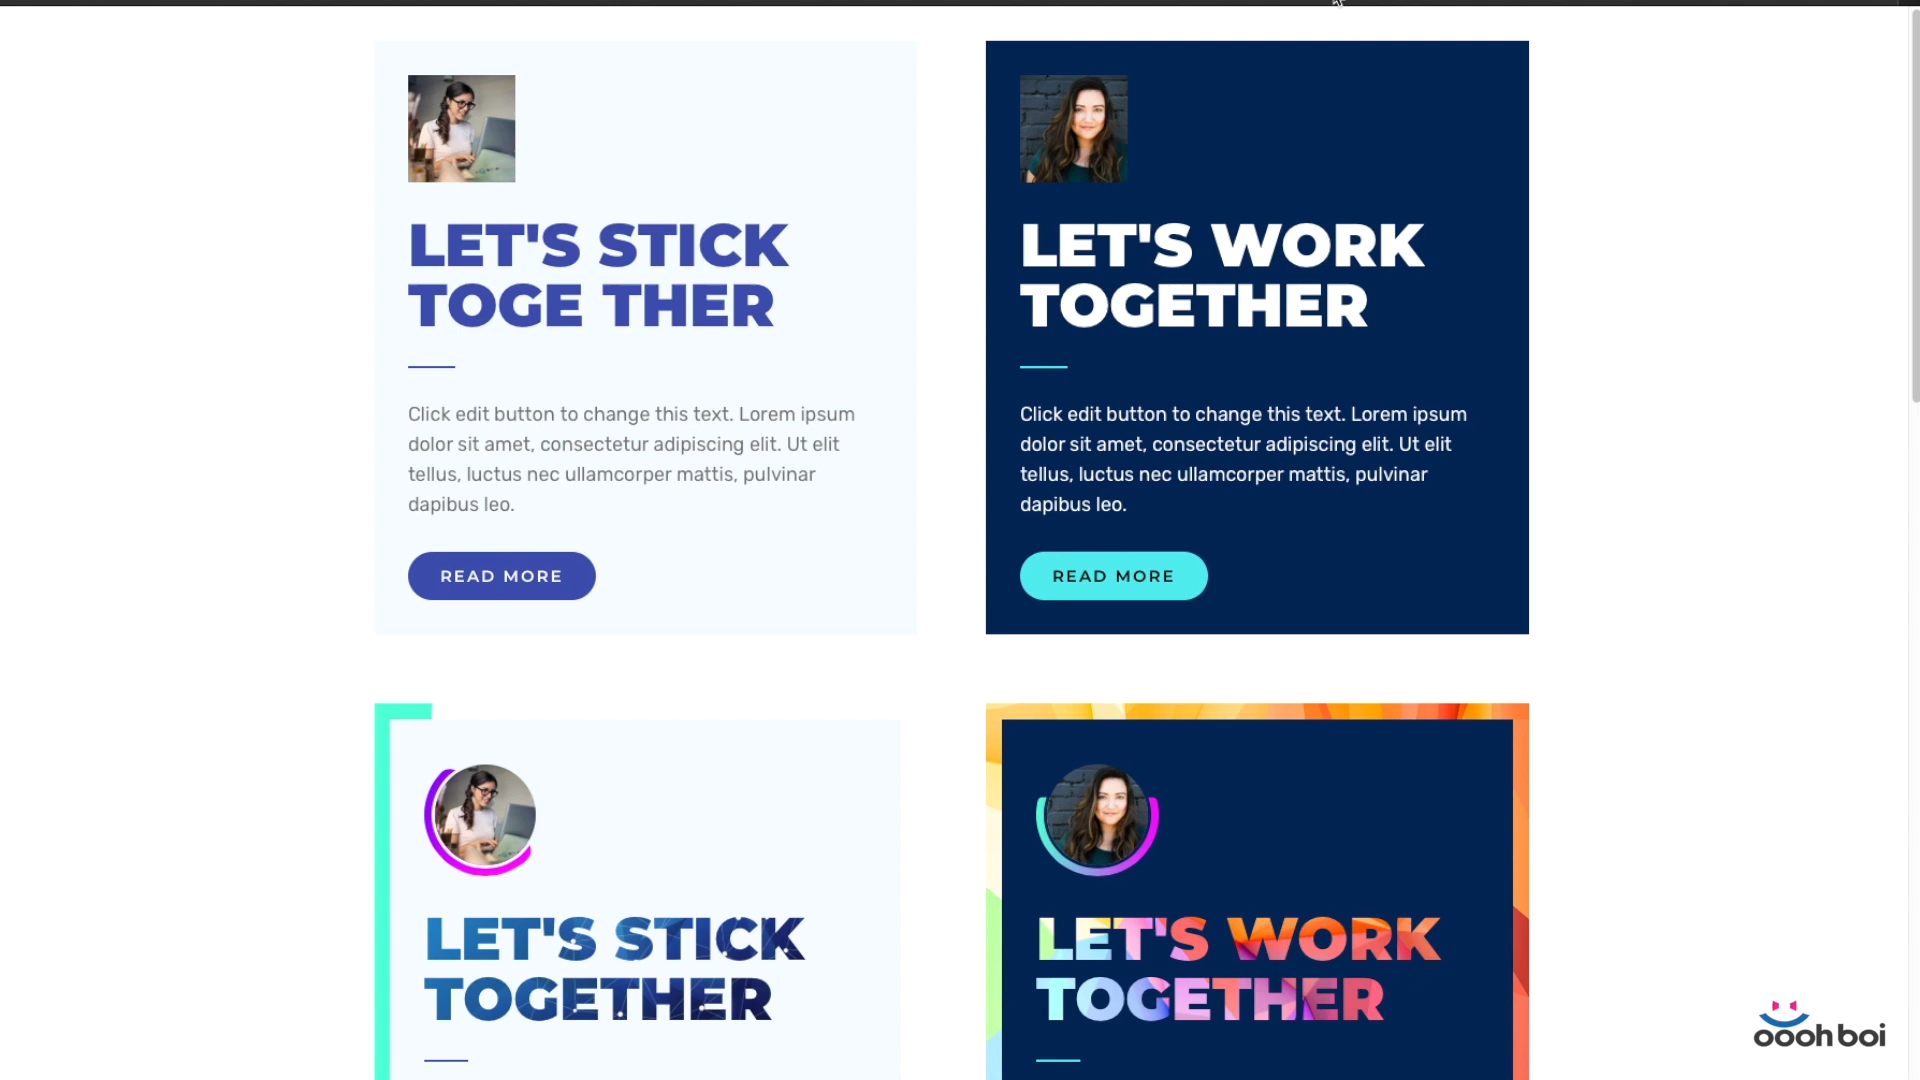 LET'S STICK
TOGE THER
Click edit button to change this text. Lorem ipsum
dolor sit amet, consectetur adipiscing elit. Ut elit
tellus, luctus nec ullamcorper mattis, pulvinar
dapibus leo.
READ MORE
LET'S WORK
TOGETHER
Click edit button to change this text. Lorem ipsum
dolor sit amet, consectetur adipiscing elit. Ut elit
tellus, luctus nec ullamcorper mattis, pulvinar
dapibus leo.
READ MORE
LET'S STICK
TOGETHER
LET'S WORK
TOGETHER
ooohboi